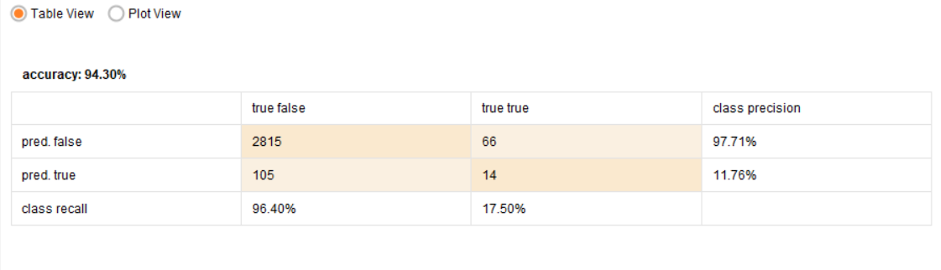 Table View Plot View
accuracy: 94.30%
true false true true class precision
pred. false 2815 66 97.71%
pred. true 105 14 11.76%
class recall 96.40% 17.50%